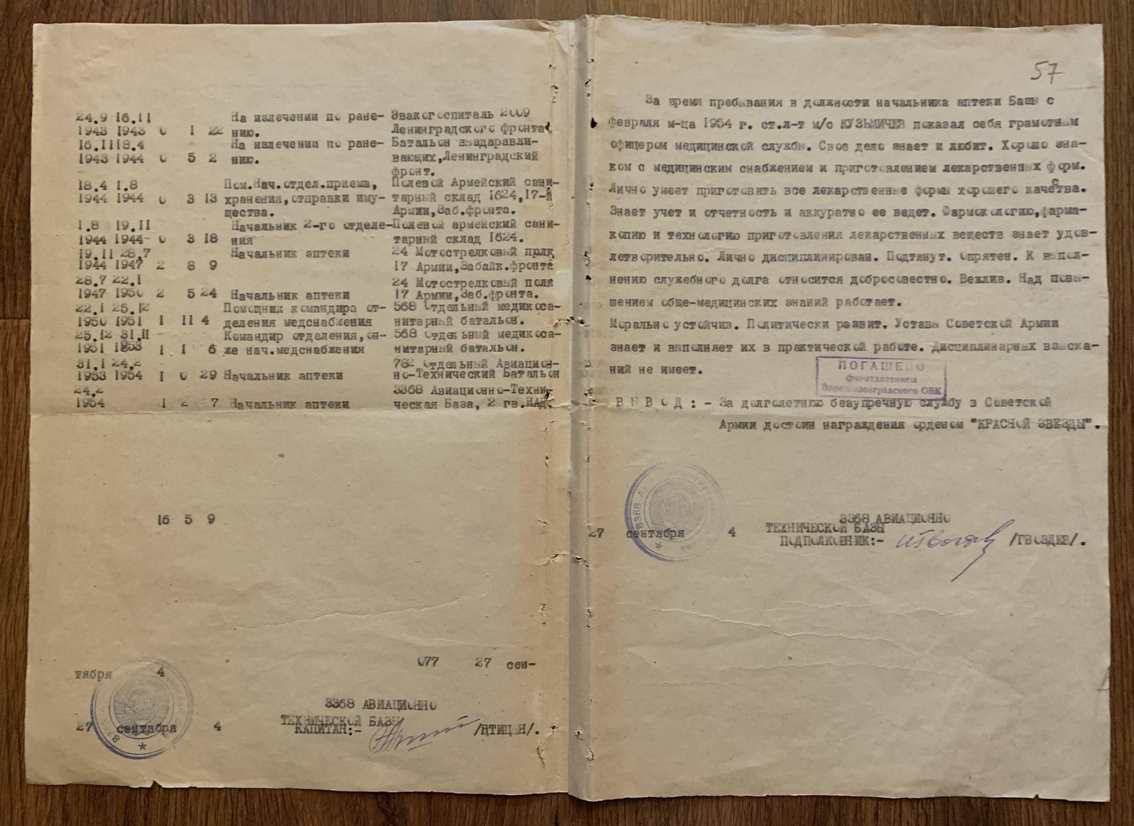 24.9 16.11 На излечении по ране- Эвакогоспиталь 2009
1943 1943 0 1 22 нию. Ленинградского фронта.
16.11 18.4 На излечении по ране- Батальон выздаравли-
1943 1944 0 5 2 нию. вающих, Ленинградский
фронт.
18.4 1.8 Пом.Нач.отдел.приема, Полевой Армейский сани-
1944 1944 0 3 13 хранения,отправки иму- тарный склад 1624,17-й
щества. Армии,Заб.фронта.
1.8 19.11 Начальник 2-го отделе- Полевой армейский сани-
1944 1944- 0 3 18 ния тарный склад 1624.
19.11 28.7 Начальник аптеки 24 Мотострелковый полк
1944 1947 2 8 9 17 Армии,Забайк.фронта
28.7 22.1 24 Мотострелковый полк
1947 1950 2 5 24 Начальник аптеки 17 Армии,Заб.фронта.
22.1 25.12 Помощник командира от- 568 Отдельный медикоса-
1950 1951 1 11 4 деления медснабжения нитарный батальон.
25.12 31.1 Командир отделения,он- 568 Отдельный медикоса-
1951 1953 1 1 6 же нач.медснабжения нитарный батальон.
31.1 24.2 782 Отдельный Авиацион-
1953 1954 1 0 29 Начальник аптеки но-Технический Батальон
24.2 3368 Авиационно-Техни-
1954 1 2 7 Начальник аптеки ческая База, 2 гв.ИАД.
16 5 9
077 27 сен-
тября 4
3368 АВИАЦИОННО
ТЕХНИЧЕСКОЙ БАЗЫ
27 сентября 4 КАПИТАН:- /ПТИЦЕН/.
57
За время пребывания в должности начальника аптеки Базы с
февраля м-ца 1954 г. ст.л-т м/с КУЗЬМИЧЕВ показал себя грамотным
офицером медицинской службы. Свое дело знает и любит. Хорошо зна-
ком с медицинским снабжением и приготовлением лекарственных форм.
Лично умеет приготовить все лекарственные формы хорошего качества.
Знает учет и отчетность и аккуратно ее ведет. Фармокологию,фарма-
копию и технологию приготовления лекарственных веществ знает удов-
летворительно. Лично дисциплинирован. Подтянут. Опрятен. К выпол-
нению служебного долга относится добросовестно. Вежлив. Над повы-
шением обще-медицинских знаний работает.
Морально устойчив. Политически развит. Уставы Советской Армии
знает и выполняет их в практической работе. Дисциплинарных взыска-
ний не имеет.
ПОГАШЕНО
В Ы В О Д : - За долголетнюю безупречную службу в Советской
Армии достоин награждения орденом "КРАСНОЙ ЗВЕЗДЫ".
3368 АВИАЦИОННО
27 сентября 4 ТЕХНИЧЕСКОЙ БАЗЫ
ПОДПОЛКОВНИК:- /ГВОЗДЕВ/.